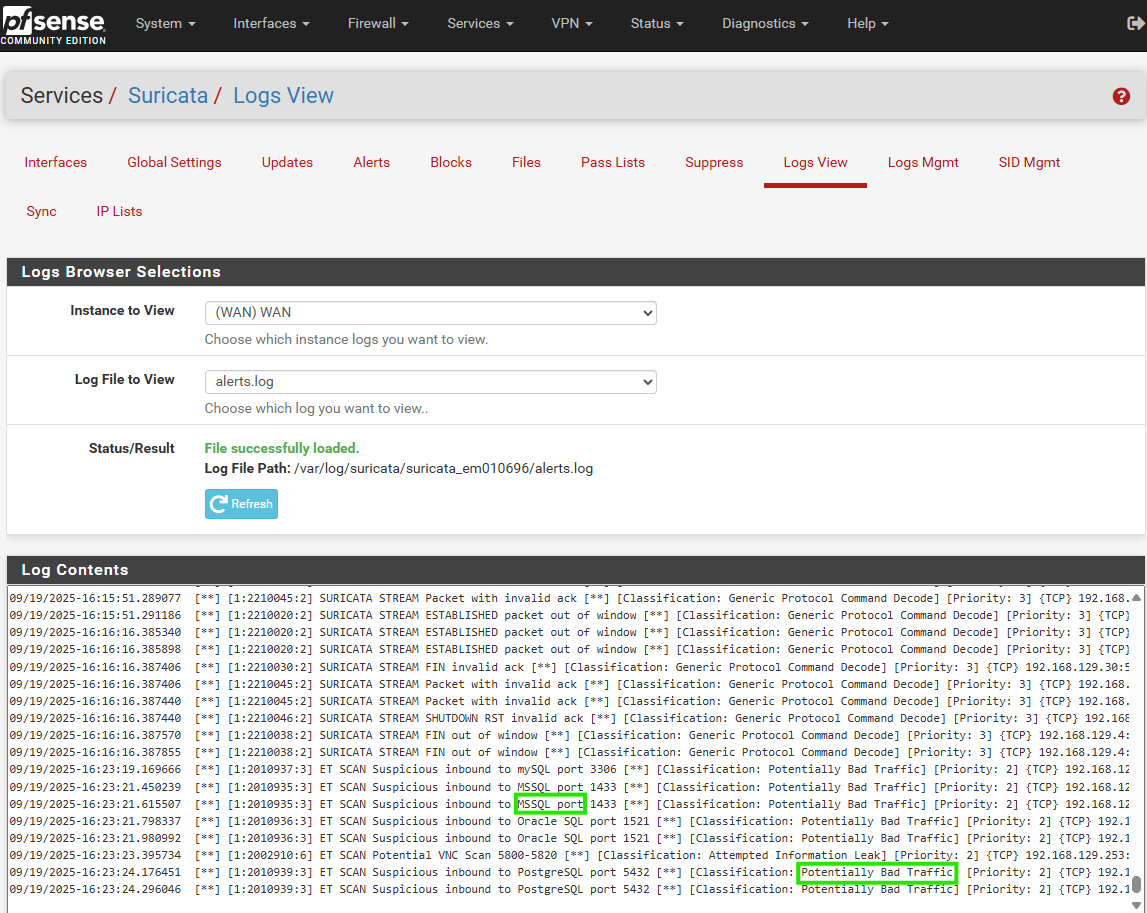 pfsense
COMMUNITY EDITION
System Interfaces Firewall Services VPN Status Diagnostics Help
Services / Suricata / Logs View
?
Interfaces Global Settings Updates Alerts Blocks Files Pass Lists Suppress Logs View Logs Mgmt SID Mgmt
Sync IP Lists
Logs Browser Selections
Instance to View (WAN) WAN
Choose which instance logs you want to view.
Log File to View alerts.log
Choose which log you want to view..
Status/Result File successfully loaded.
Log File Path: /var/log/suricata/suricata_em010696/alerts.log
Refresh
Log Contents
09/19/2025-16:15:51.289077 [**] [1:2210045:2] SURICATA STREAM Packet with invalid ack [**] [Classification: Generic Protocol Command Decode] [Priority: 3] {TCP} 192.168.
09/19/2025-16:15:51.291186 [**] [1:2210020:2] SURICATA STREAM ESTABLISHED packet out of window [**] [Classification: Generic Protocol Command Decode] [Priority: 3] {TCP}
09/19/2025-16:16:16.385340 [**] [1:2210020:2] SURICATA STREAM ESTABLISHED packet out of window [**] [Classification: Generic Protocol Command Decode] [Priority: 3] {TCP}
09/19/2025-16:16:16.385898 [**] [1:2210020:2] SURICATA STREAM ESTABLISHED packet out of window [**] [Classification: Generic Protocol Command Decode] [Priority: 3] {TCP}
09/19/2025-16:16:16.387406 [**] [1:2210030:2] SURICATA STREAM FIN invalid ack [**] [Classification: Generic Protocol Command Decode] [Priority: 3] {TCP} 192.168.129.30:5
09/19/2025-16:16:16.387406 [**] [1:2210045:2] SURICATA STREAM Packet with invalid ack [**] [Classification: Generic Protocol Command Decode] [Priority: 3] {TCP} 192.168.
09/19/2025-16:16:16.387440 [**] [1:2210045:2] SURICATA STREAM Packet with invalid ack [**] [Classification: Generic Protocol Command Decode] [Priority: 3] {TCP} 192.168.
09/19/2025-16:16:16.387440 [**] [1:2210046:2] SURICATA STREAM SHUTDOWN RST invalid ack [**] [Classification: Generic Protocol Command Decode] [Priority: 3] {TCP} 192.168
09/19/2025-16:16:16.387570 [**] [1:2210038:2] SURICATA STREAM FIN out of window [**] [Classification: Generic Protocol Command Decode] [Priority: 3] {TCP} 192.168.129.4:
09/19/2025-16:16:16.387855 [**] [1:2210038:2] SURICATA STREAM FIN out of window [**] [Classification: Generic Protocol Command Decode] [Priority: 3] {TCP} 192.168.129.4:
09/19/2025-16:23:19.169666 [**] [1:2010937:3] ET SCAN Suspicious inbound to mySQL port 3306 [**] [Classification: Potentially Bad Traffic] [Priority: 2] {TCP} 192.168.12
09/19/2025-16:23:21.450239 [**] [1:2010935:3] ET SCAN Suspicious inbound to MSSQL port 1433 [**] [Classification: Potentially Bad Traffic] [Priority: 2] {TCP} 192.168.12
09/19/2025-16:23:21.615507 [**] [1:2010935:3] ET SCAN Suspicious inbound to MSSQL port 1433 [**] [Classification: Potentially Bad Traffic] [Priority: 2] {TCP} 192.168.12
09/19/2025-16:23:21.798337 [**] [1:2010936:3] ET SCAN Suspicious inbound to Oracle SQL port 1521 [**] [Classification: Potentially Bad Traffic] [Priority: 2] {TCP} 192.1
09/19/2025-16:23:21.980992 [**] [1:2010936:3] ET SCAN Suspicious inbound to Oracle SQL port 1521 [**] [Classification: Potentially Bad Traffic] [Priority: 2] {TCP} 192.1
09/19/2025-16:23:23.395734 [**] [1:2002910:6] ET SCAN Potential VNC Scan 5800-5820 [**] [Classification: Attempted Information Leak] [Priority: 2] {TCP} 192.168.129.253:
09/19/2025-16:23:24.176451 [**] [1:2010939:3] ET SCAN Suspicious inbound to PostgreSQL port 5432 [**] [Classification: Potentially Bad Traffic] [Priority: 2] {TCP} 192.1
09/19/2025-16:23:24.296046 [**] [1:2010939:3] ET SCAN Suspicious inbound to PostgreSQL port 5432 [**] [Classification: Potentially Bad Traffic] [Priority: 2] {TCP} 192.1